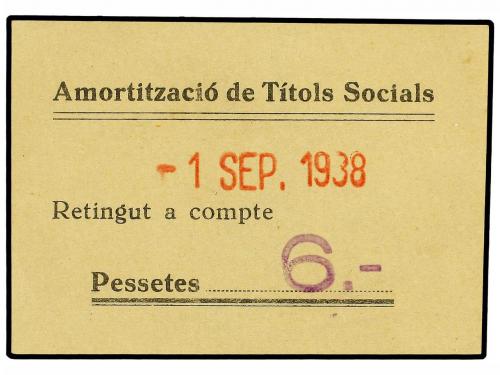 Amortització de Títols Socials
- 1 SEP. 1938
Retingut a compte
Pessetes 6.-